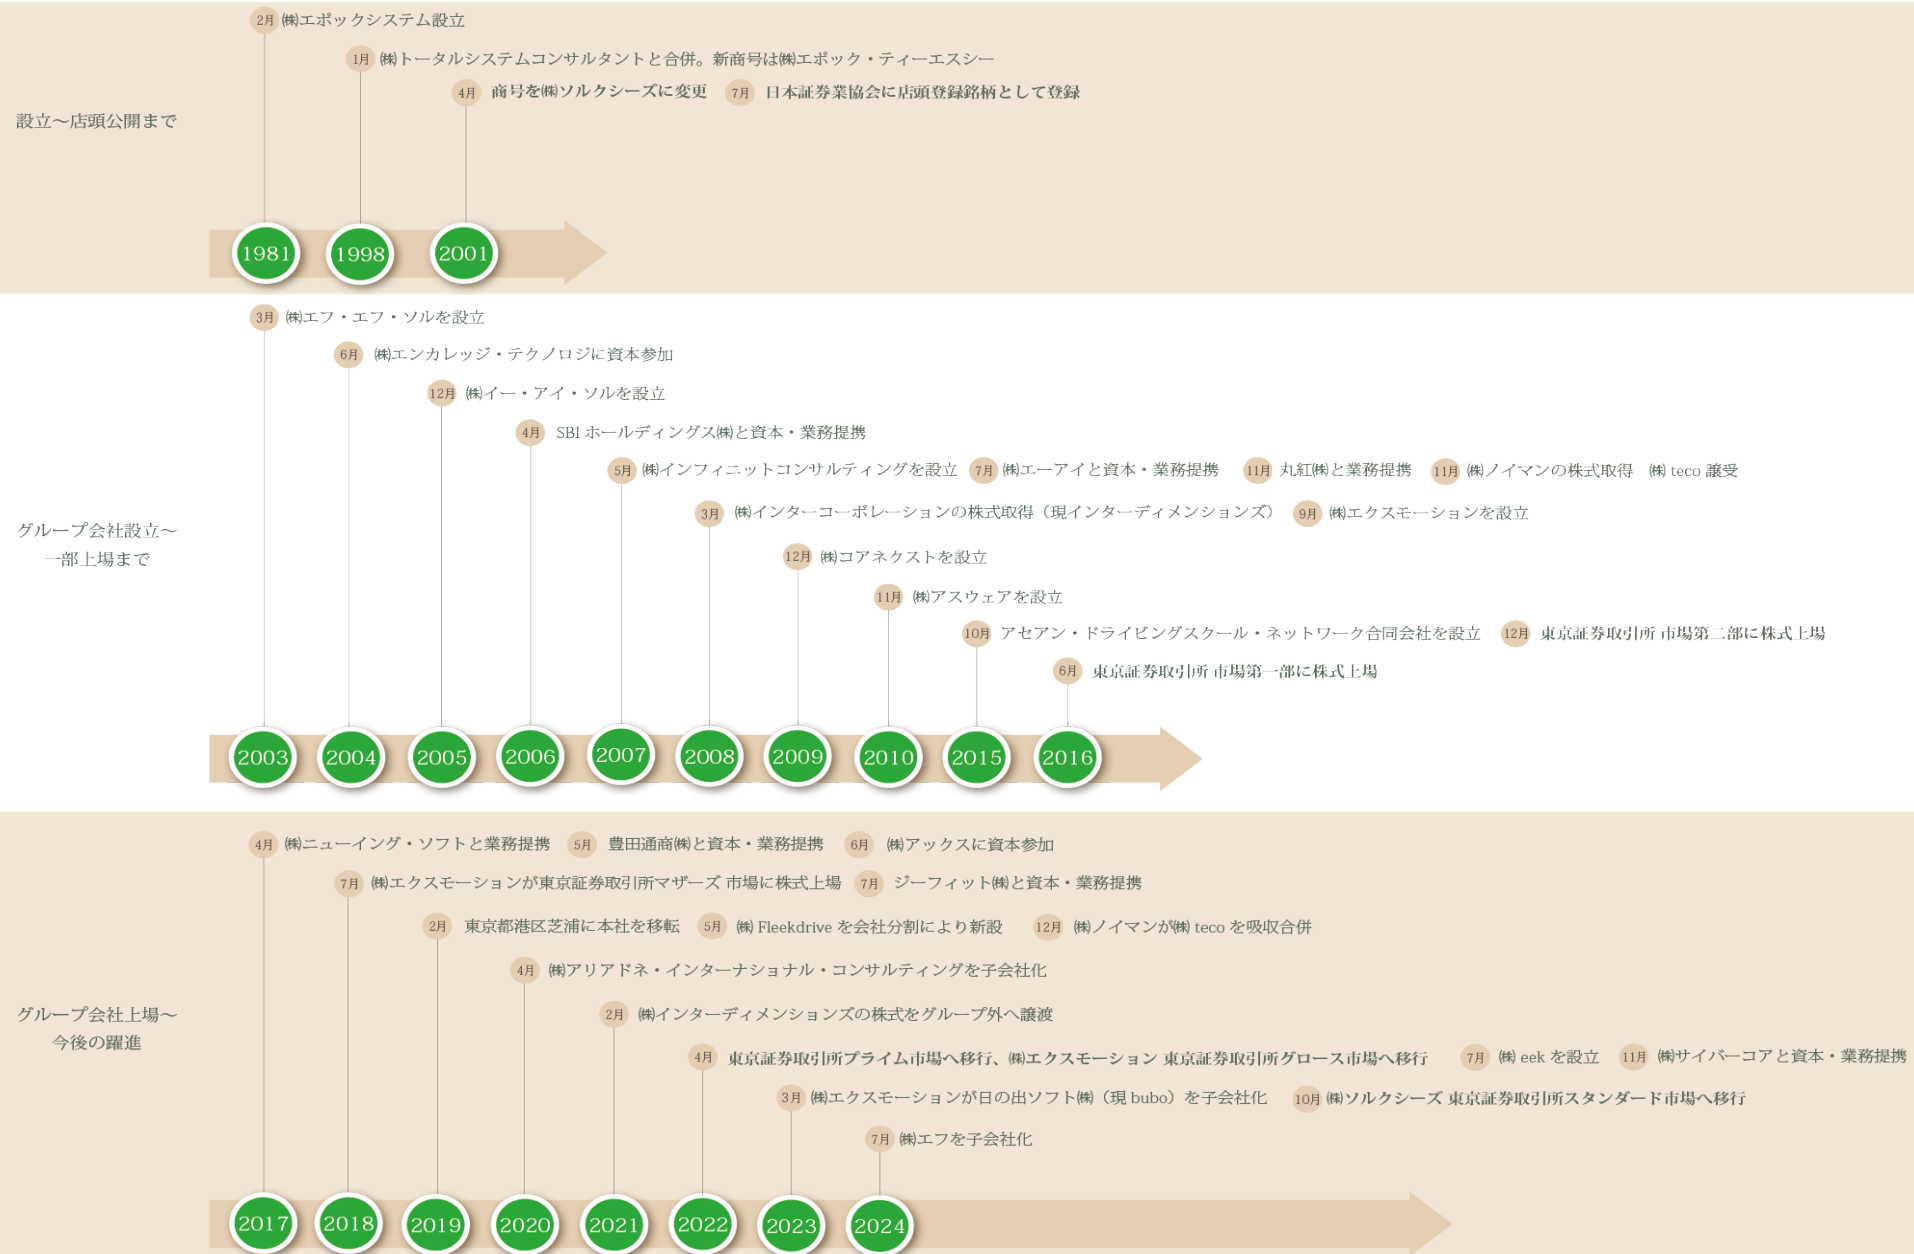 2月 ㈱エポックシステム設立
1月 ㈱トータルシステムコンサルタントと合併。新商号は㈱エポック・ティーエスシー
4月 商号を㈱ソルクシーズに変更 7月 日本証券業協会に店頭登録銘柄として登録
設立～店頭公開まで
1981 1998 2001
3月 ㈱エフ・エフ・ソルを設立
6月 ㈱エンカレッジ・テクノロジに資本参加
12月 ㈱イー・アイ・ソルを設立
4月 SBI ホールディングス㈱と資本・業務提携
5月 ㈱インフィニットコンサルティングを設立 7月 ㈱エーアイと資本・業務提携 11月 丸紅㈱と業務提携 11月 ㈱ノイマンの株式取得 ㈱ teco 譲受
3月 ㈱インターコーポレーションの株式取得（現インターディメンションズ） 9月 ㈱エクスモーションを設立
グループ会社設立～
一部上場まで
12月 ㈱コアネクストを設立
11月 ㈱アスウェアを設立
10月 アセアン・ドライビングスクール・ネットワーク合同会社を設立 12月 東京証券取引所 市場第二部に株式上場
6月 東京証券取引所 市場第一部に株式上場
2003 2004 2005 2006 2007 2008 2009 2010 2015 2016
4月 ㈱ニューイング・ソフトと業務提携 5月 豊田通商㈱と資本・業務提携 6月 ㈱アックスに資本参加
7月 ㈱エクスモーションが東京証券取引所マザーズ 市場に株式上場 7月 ジーフィット㈱と資本・業務提携
2月 東京都港区芝浦に本社を移転 5月 ㈱ Fleekdrive を会社分割により新設 12月 ㈱ノイマンが㈱ teco を吸収合併
4月 ㈱アリアドネ・インターナショナル・コンサルティングを子会社化
グループ会社上場～
今後の躍進
2月 ㈱インターディメンションズの株式をグループ外へ譲渡
4月 東京証券取引所プライム市場へ移行、㈱エクスモーション 東京証券取引所グロース市場へ移行 7月 ㈱ eek を設立 11月 ㈱サイバーコアと資本・業務提携
3月 ㈱エクスモーションが日の出ソフト㈱（現 bubo）を子会社化 10月 ㈱ソルクシーズ 東京証券取引所スタンダード市場へ移行
7月 ㈱エフを子会社化
2017 2018 2019 2020 2021 2022 2023 2024